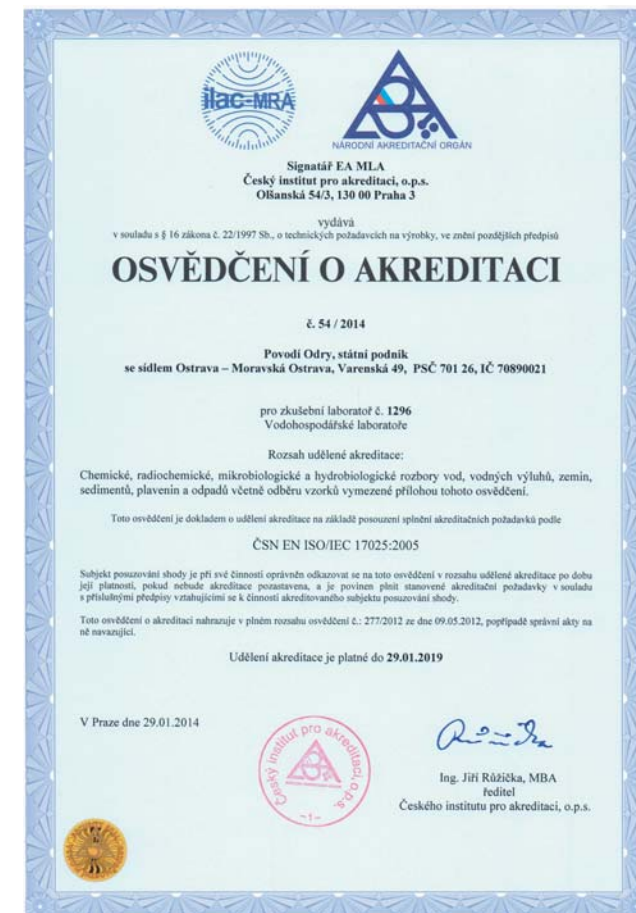 ilac-MRA
NÁRODNÍ AKREDITAČNÍ ORGÁN
Signatář EA MLA
Český institut pro akreditaci, o.p.s.
Olšanská 54/3, 130 00 Praha 3
vydává
v souladu s § 16 zákona č. 22/1997 Sb., o technických požadavcích na výrobky, ve znění pozdějších předpisů
OSVĚDČENÍ O AKREDITACI
č. 54 / 2014
Povodí Odry, státní podnik
se sídlem Ostrava – Moravská Ostrava, Varenská 49, PSČ 701 26, IČ 70890021
pro zkušební laboratoř č. 1296
Vodohospodářské laboratoře
Rozsah udělené akreditace:
Chemické, radiochemické, mikrobiologické a hydrobiologické rozbory vod, vodných výluhů, zemin,
sedimentů, plavenin a odpadů včetně odběru vzorků vymezené přílohou tohoto osvědčení.
Toto osvědčení je dokladem o udělení akreditace na základě posouzení splnění akreditačních požadavků podle
ČSN EN ISO/IEC 17025:2005
Subjekt posuzování shody je při své činnosti oprávněn odkazovat se na toto osvědčení v rozsahu udělené akreditace po dobu
její platnosti, pokud nebude akreditace pozastavena, a je povinen plnit stanovené akreditační požadavky v souladu
s příslušnými předpisy vztahujícími se k činnosti akreditovaného subjektu posuzování shody.
Toto osvědčení o akreditaci nahrazuje v plném rozsahu osvědčení č.: 277/2012 ze dne 09.05.2012, popřípadě správní akty na
ně navazující.
Udělení akreditace je platné do 29.01.2019
V Praze dne 29.01.2014
Český institut pro akreditaci, o.p.s.
-1-
Ing. Jiří Růžička, MBA
ředitel
Českého institutu pro akreditaci, o.p.s.